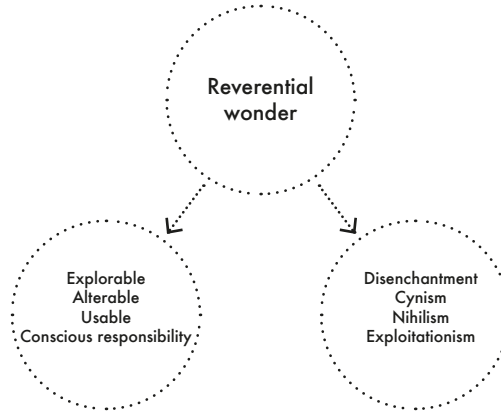 Reverential
wonder
Explorable
Alterable
Usable
Conscious responsibility
Disenchantment
Cynism
Nihilism
Exploitationism